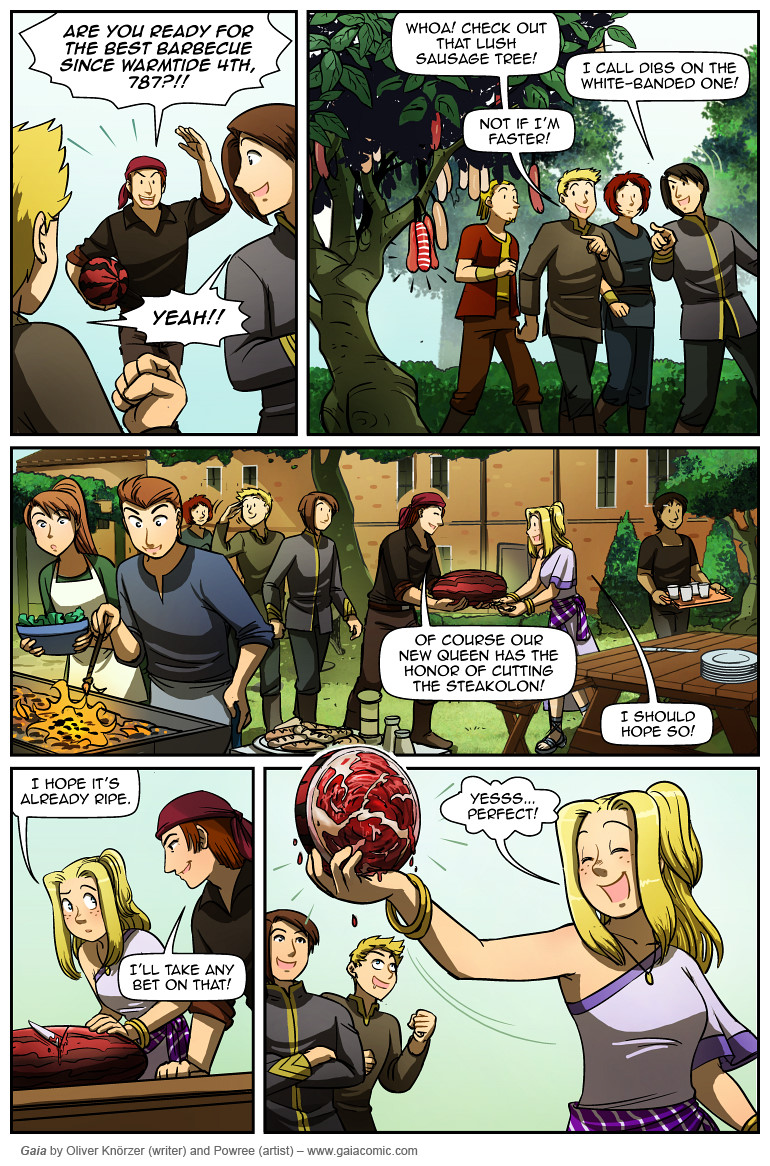 ARE YOU READY FOR
THE BEST BARBECUE
SINCE WARMTIDE 4TH,
787?!!
YEAH!!
WHOA! CHECK OUT
THAT LUSH
SAUSAGE TREE!
I CALL DIBS ON THE
WHITE-BANDED ONE!
NOT IF I'M
FASTER!
OF COURSE OUR
NEW QUEEN HAS THE
HONOR OF CUTTING
THE STEAKOLON!
I SHOULD
HOPE SO!
I HOPE IT'S
ALREADY RIPE.
I'LL TAKE ANY
BET ON THAT!
YESSS...
PERFECT!
Gaia by Oliver Knörzer (writer) and Powree (artist) – www.gaiacomic.com